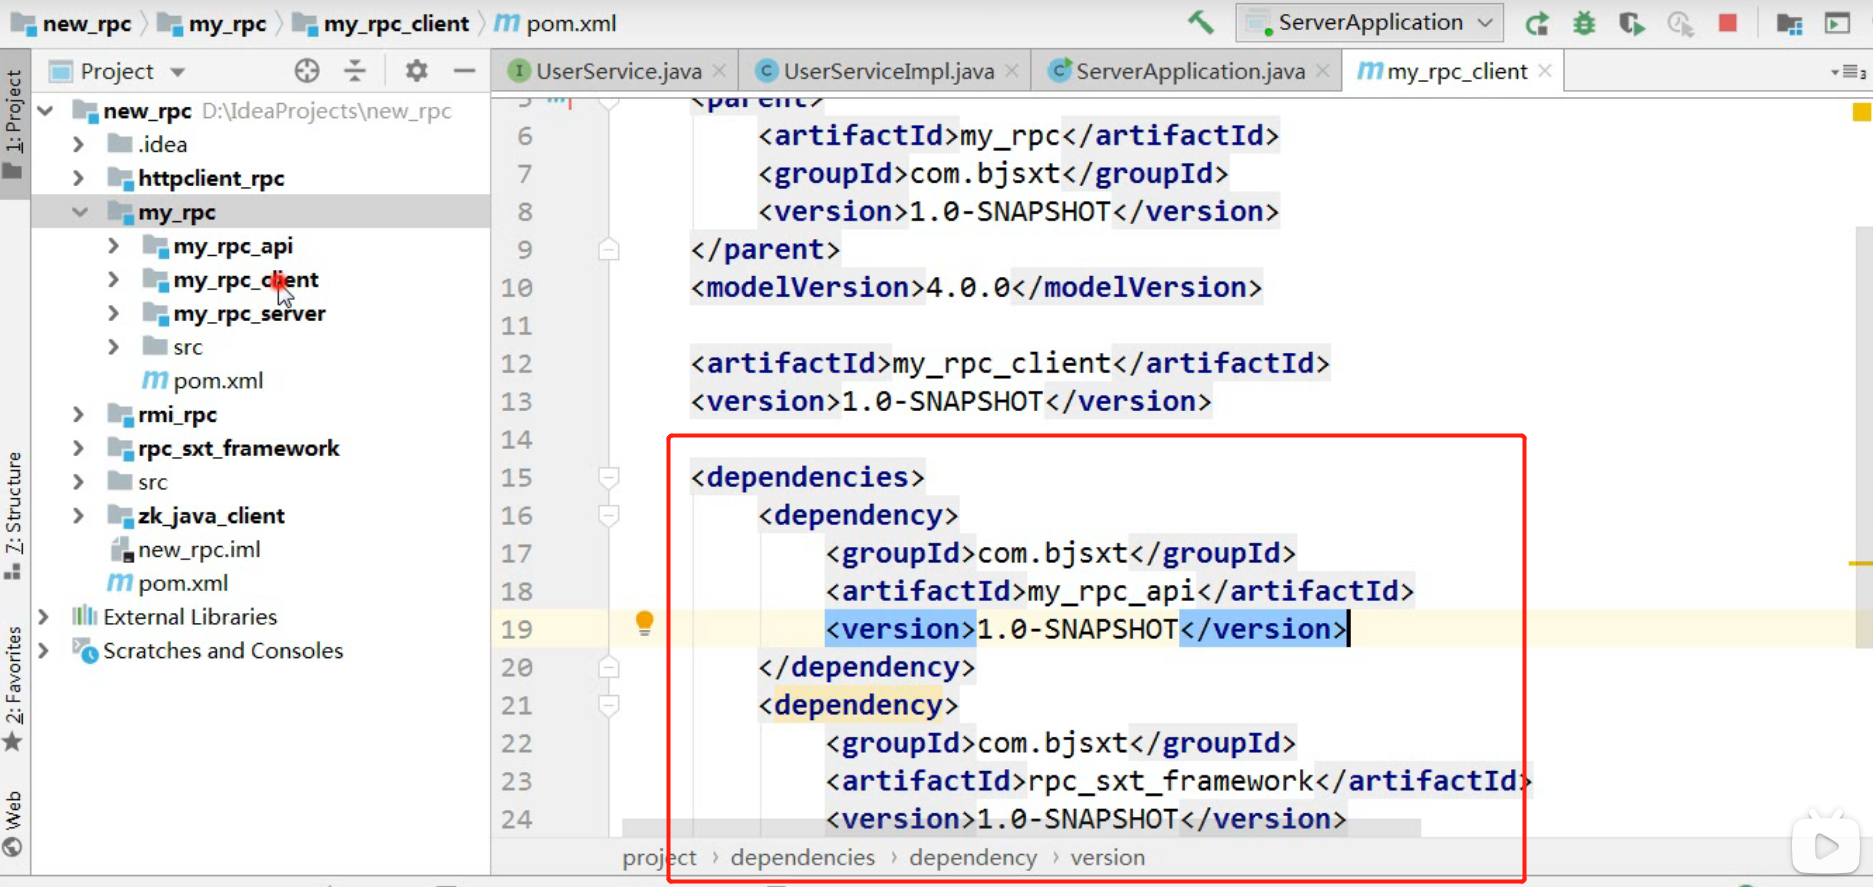 new_rpc my_rpc my_rpc_client pom.xml
ServerApplication
1: Project
7: Structure
2: Favorites
Web
Project
new_rpc D:\IdeaProjects\new_rpc
.idea
httpclient_rpc
my_rpc
my_rpc_api
my_rpc_client
my_rpc_server
src
pom.xml
rmi_rpc
rpc_sxt_framework
src
zk_java_client
new_rpc.iml
pom.xml
External Libraries
Scratches and Consoles
UserService.java UserServiceImpl.java ServerApplication.java my_rpc_client
5 <parent>
6 <artifactId>my_rpc</artifactId>
7 <groupId>com.bjsxt</groupId>
8 <version>1.0-SNAPSHOT</version>
9 </parent>
10 <modelVersion>4.0.0</modelVersion>
11
12 <artifactId>my_rpc_client</artifactId>
13 <version>1.0-SNAPSHOT</version>
14
15 <dependencies>
16 <dependency>
17 <groupId>com.bjsxt</groupId>
18 <artifactId>my_rpc_api</artifactId>
19 <version>1.0-SNAPSHOT</version>
20 </dependency>
21 <dependency>
22 <groupId>com.bjsxt</groupId>
23 <artifactId>rpc_sxt_framework</artifactId>
24 <version>1.0-SNAPSHOT</version>
project › dependencies › dependency › version